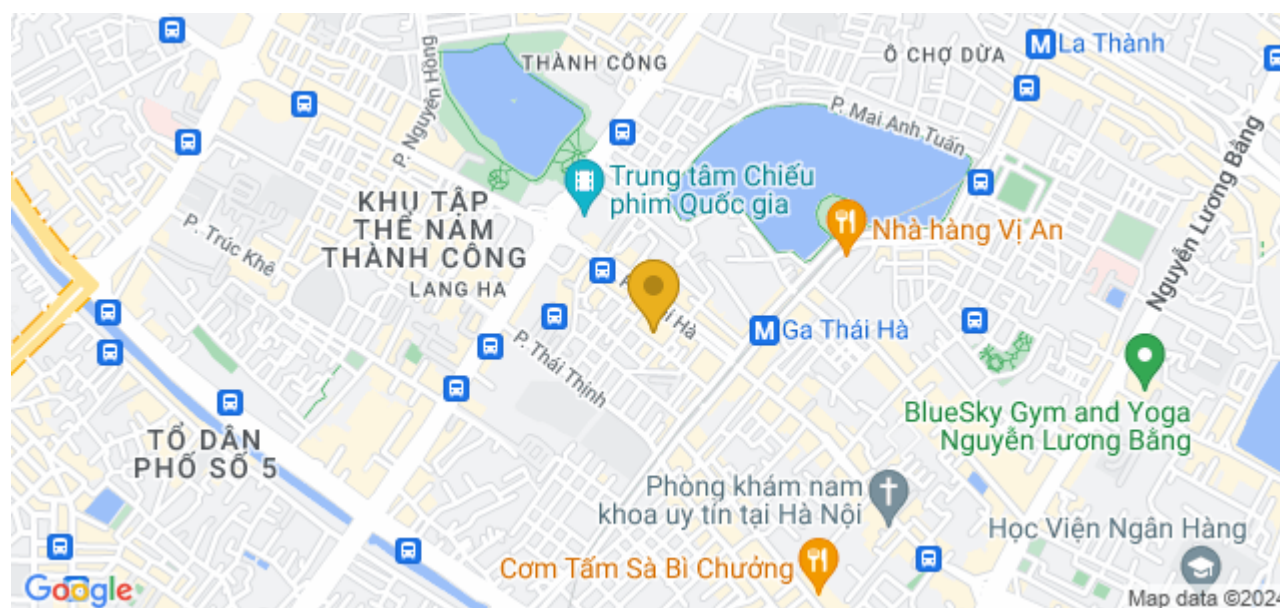 M La Thành
Ô CHỢ DỪA
THÀNH CÔNG
P. Nguyên Hồng
P. Mai Anh Tuấn
Nguyễn Lương Bằng
Trung tâm Chiếu
phim Quốc gia
KHU TẬP
THỂ NAM
THÀNH CÔNG
P. Trúc Khê
LANG HA
Nhà hàng Vị An
Hà
M Ga Thái Hà
P. Thái Thịnh
BlueSky Gym and Yoga
Nguyễn Lương Bằng
TỔ DÂN
PHỐ SỐ 5
Phòng khám nam
khoa uy tín tại Hà Nội
Học Viện Ngân Hàng
Cơm Tấm Sà Bì Chưởng
Google
Map data ©2024